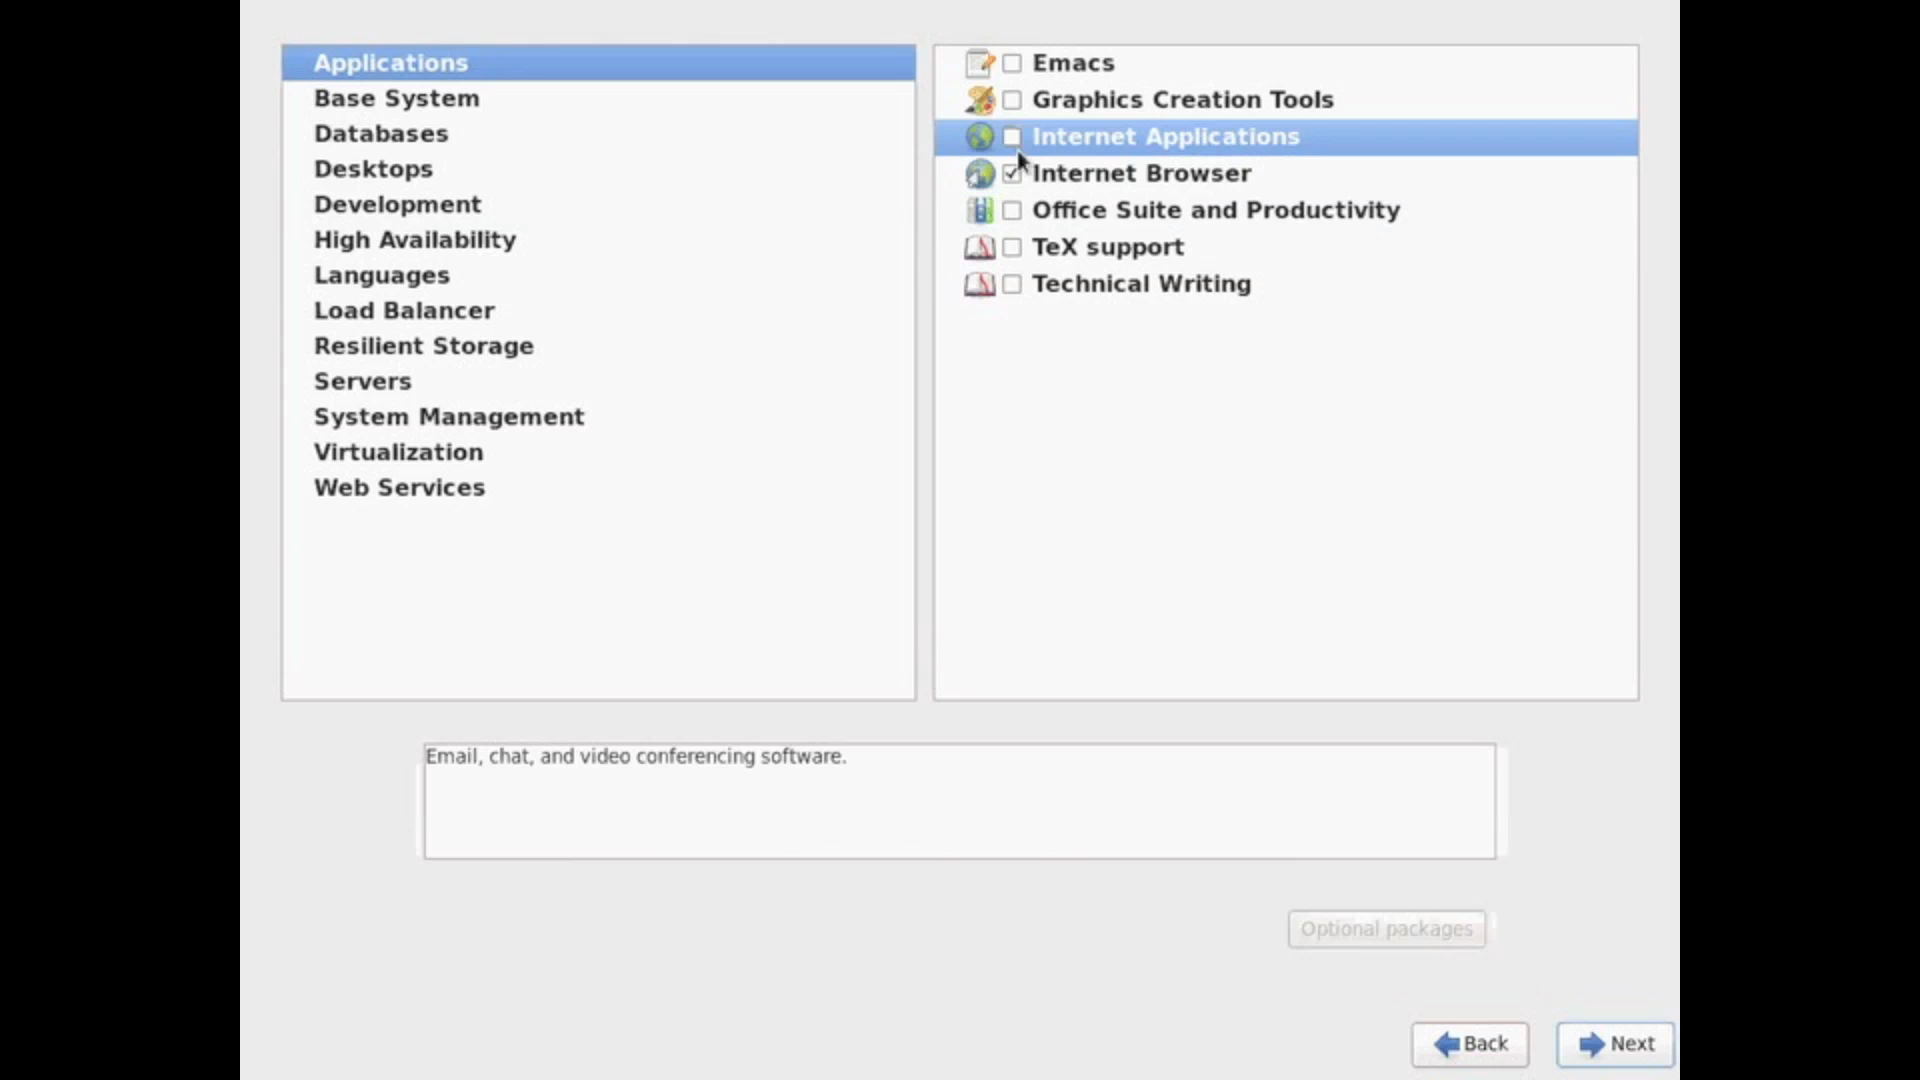 Applications
Base System
Databases
Desktops
Development
High Availability
Languages
Load Balancer
Resilient Storage
Servers
System Management
Virtualization
Web Services
Emacs
Graphics Creation Tools
Internet Applications
Internet Browser
Office Suite and Productivity
TeX support
Technical Writing
Email, chat, and video conferencing software.
Optional packages
Back
Next